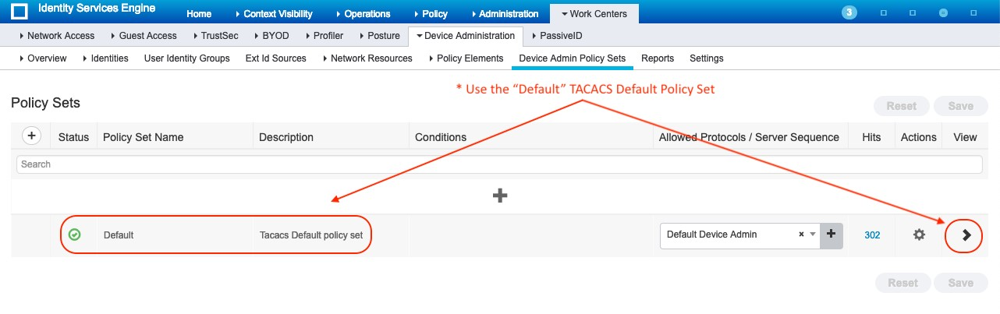 Identity Services Engine
Home Context Visibility Operations Policy Administration Work Centers 3
Network Access Guest Access TrustSec BYOD Profiler Posture Device Administration PassiveID
Overview Identities User Identity Groups Ext Id Sources Network Resources Policy Elements Device Admin Policy Sets Reports Settings
* Use the “Default” TACACS Default Policy Set
Policy Sets Reset Save
Status Policy Set Name Description Conditions Allowed Protocols / Server Sequence Hits Actions View
Search
Default Tacacs Default policy set Default Device Admin 302
Reset Save